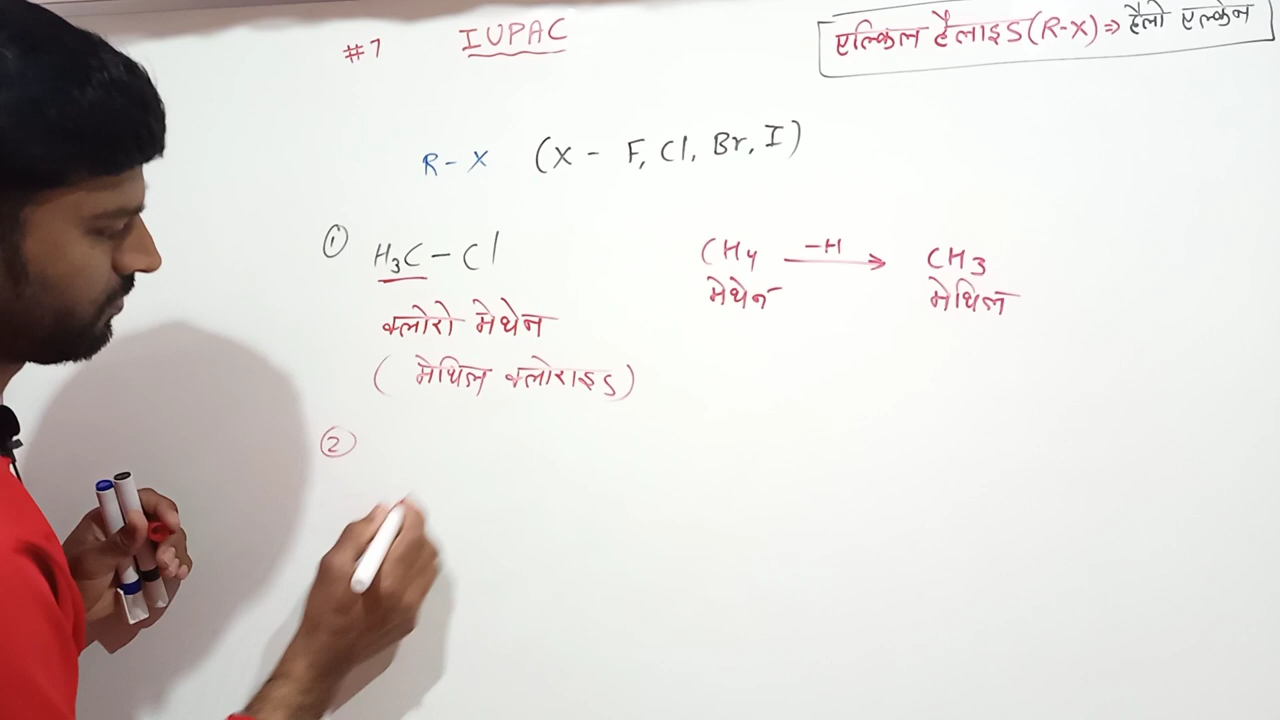 #7 IUPAC
एल्किल हैलाइड (R-X) ⇒ हैलो एल्केन
R - X (X - F, Cl, Br, I)
① H₃C - Cl
CH₄ —-H→ CH₃
मेथेन मेथिल
क्लोरो मेथेन
( मेथिल क्लोराइड )
②